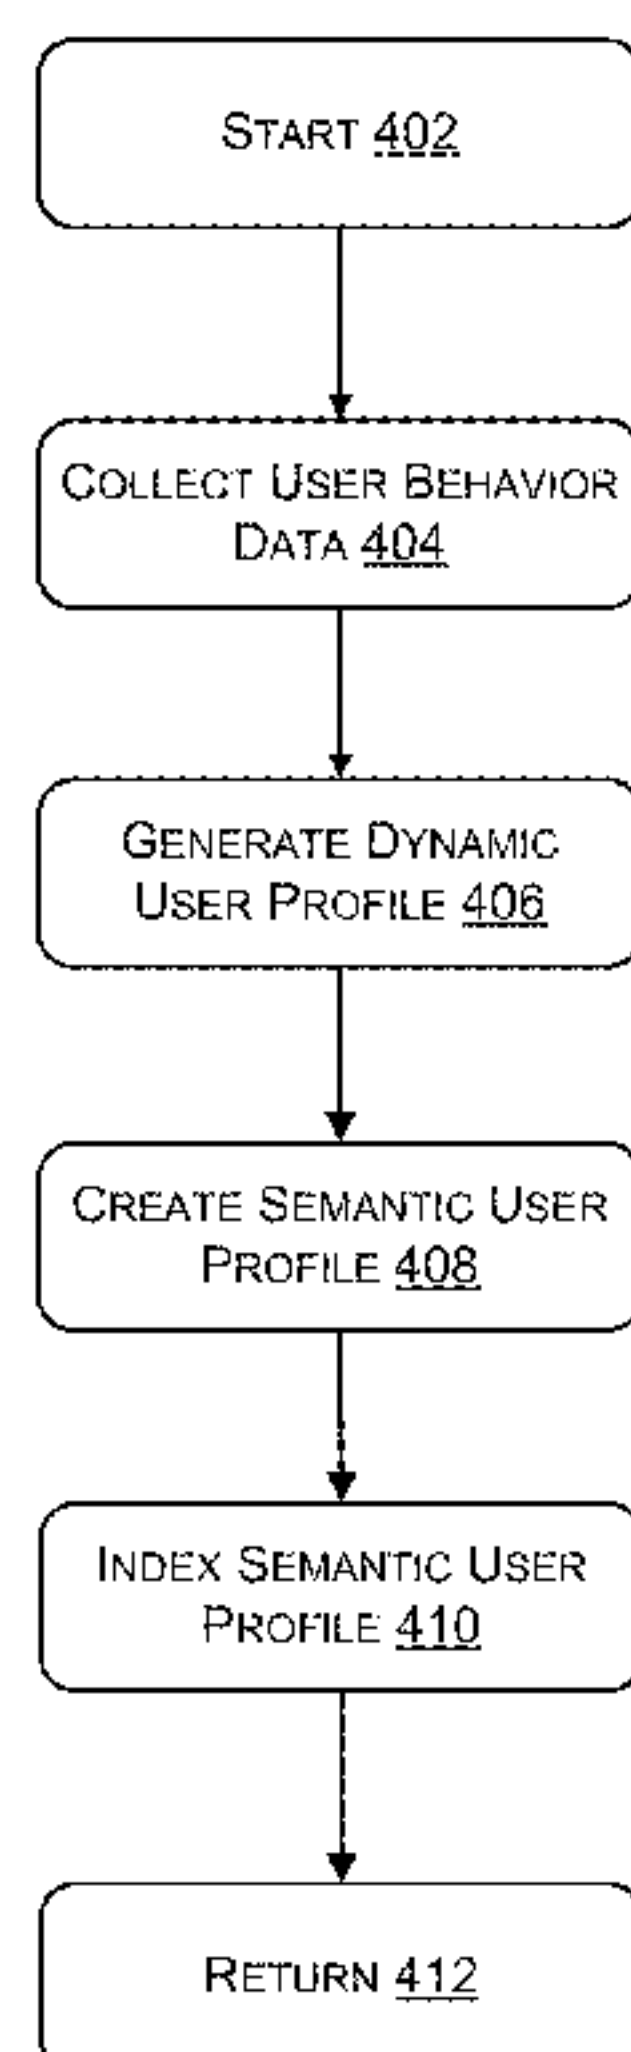 START 402
COLLECT USER BEHAVIOR
DATA 404
GENERATE DYNAMIC
USER PROFILE 406
CREATE SEMANTIC USER
PROFILE 408
INDEX SEMANTIC USER
PROFILE 410
RETURN 412